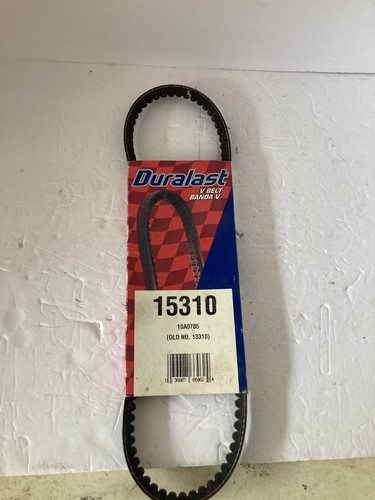 Duralast
V BELT
BANDA V
15310
10A0785
(OLD NO. 13310)